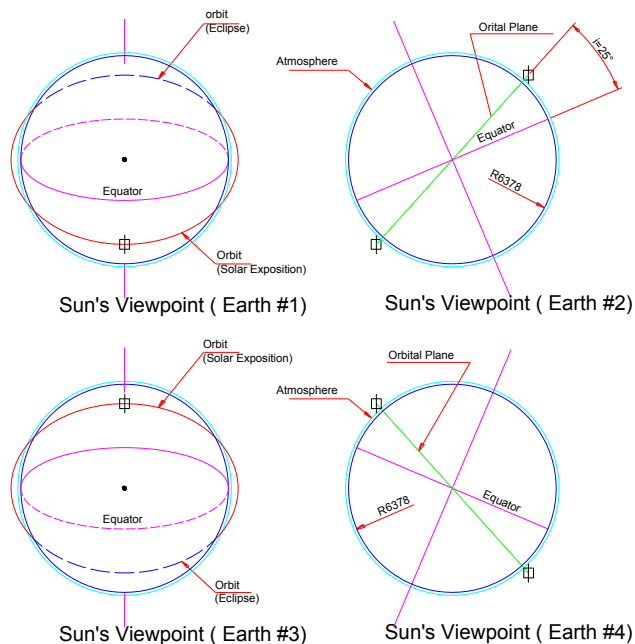 orbit
(Eclipse)
Equator
Orbit
(Solar Exposition)
Sun's Viewpoint ( Earth #1)
Orital Plane
i=25°
Atmosphere
Equator
R6378
Sun's Viewpoint ( Earth #2)
Orbit
(Solar Exposition)
Equator
Orbit
(Eclipse)
Sun's Viewpoint ( Earth #3)
Orbital Plane
Atmosphere
Equator
R6378
Sun's Viewpoint ( Earth #4)